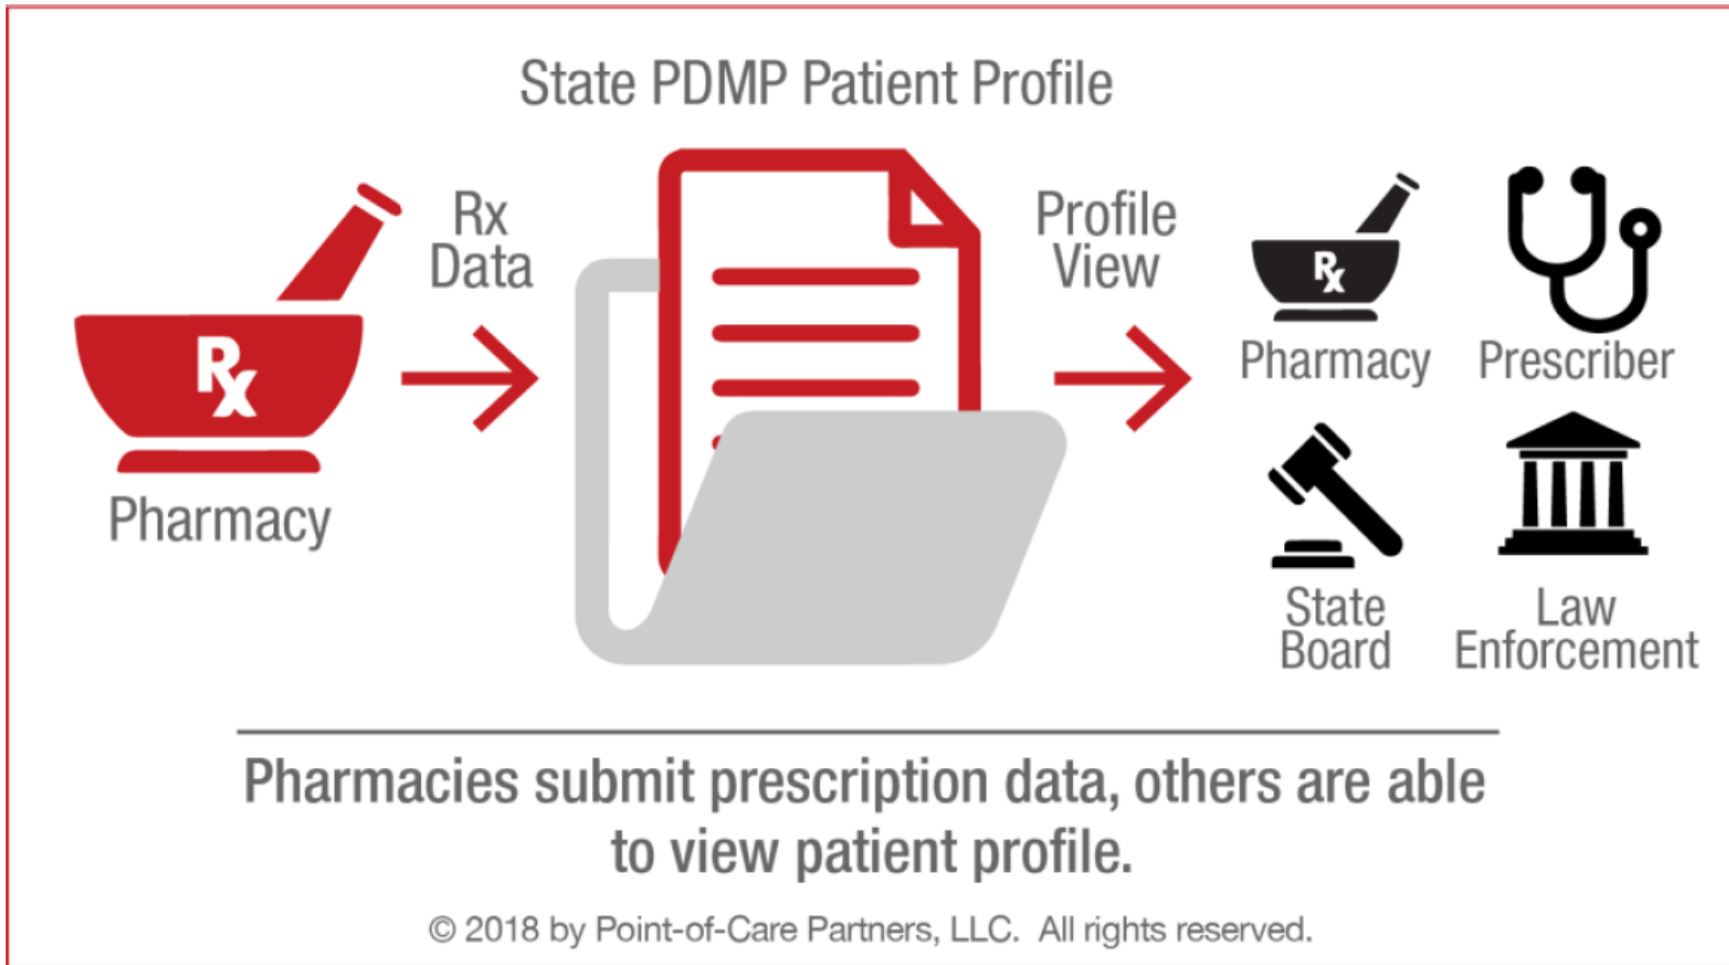 State PDMP Patient Profile
Rx
Data
Profile
View
Rx
Rx
Pharmacy
Pharmacy
Prescriber
State
Board
Law
Enforcement
Pharmacies submit prescription data, others are able
to view patient profile.
© 2018 by Point-of-Care Partners, LLC. All rights reserved.